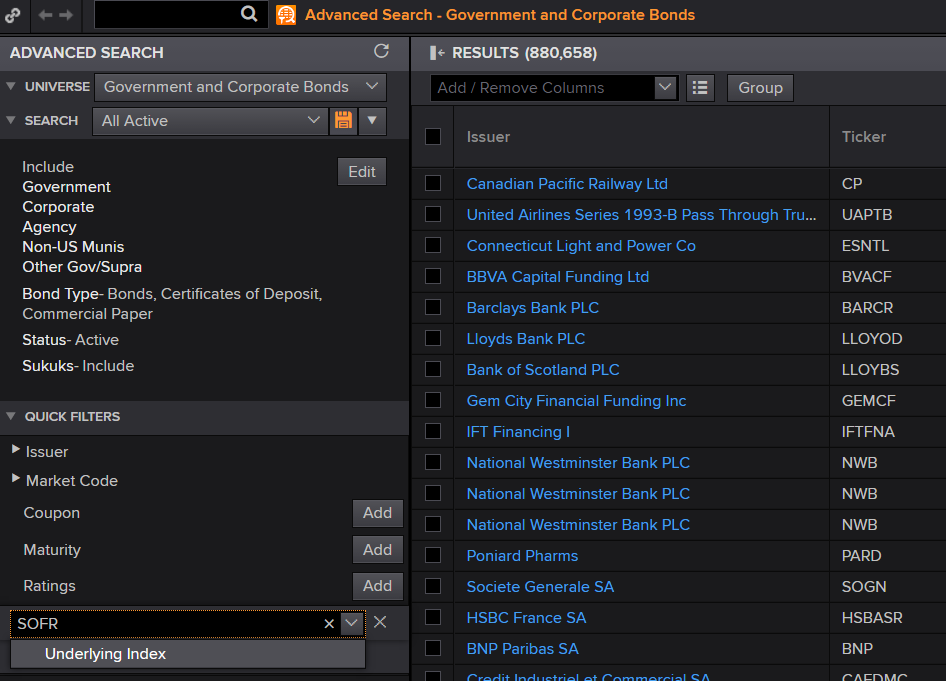 Advanced Search - Government and Corporate Bonds
ADVANCED SEARCH
UNIVERSE Government and Corporate Bonds
SEARCH All Active
Include
Edit
Government
Corporate
Agency
Non-US Munis
Other Gov/Supra
Bond Type- Bonds, Certificates of Deposit,
Commercial Paper
Status- Active
Sukuks- Include
QUICK FILTERS
Issuer
Market Code
Coupon Add
Maturity Add
Ratings Add
SOFR
Underlying Index
RESULTS (880,658)
Add / Remove Columns Group
Issuer Ticker
Canadian Pacific Railway Ltd CP
United Airlines Series 1993-B Pass Through Tru... UAPTB
Connecticut Light and Power Co ESNTL
BBVA Capital Funding Ltd BVACF
Barclays Bank PLC BARCR
Lloyds Bank PLC LLOYOD
Bank of Scotland PLC LLOYBS
Gem City Financial Funding Inc GEMCF
IFT Financing I IFTFNA
National Westminster Bank PLC NWB
National Westminster Bank PLC NWB
National Westminster Bank PLC NWB
Poniard Pharms PARD
Societe Generale SA SOGN
HSBC France SA HSBASR
BNP Paribas SA BNP
Credit Industriel et Commercial SA CAFDMC